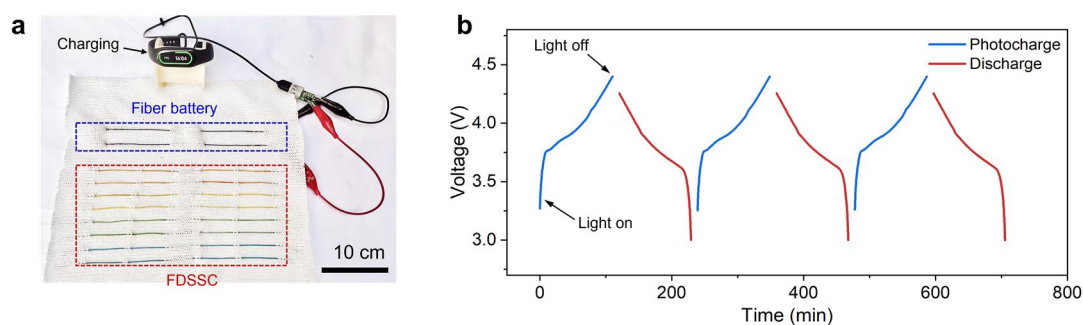 a
Charging
16:04
Fiber battery
FDSSC
10 cm
b
Light off
Photocharge
Discharge
4.5
4.0
3.5
3.0
Voltage (V)
Light on
0
200
400
600
800
Time (min)